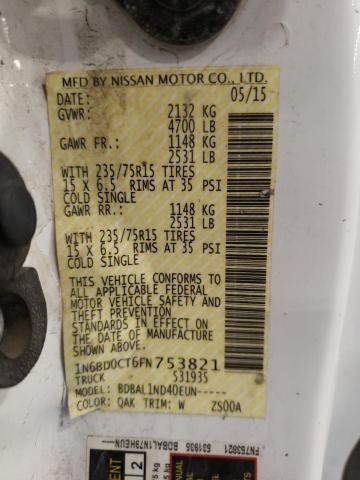 MFD BY NISSAN MOTOR CO., LTD.
DATE: 05/15
GVWR: 2132 KG
4700 LB
GAWR FR.: 1148 KG
2531 LB
WITH 235/75R15 TIRES
15 X 6.5 RIMS AT 35 PSI
COLD SINGLE
GAWR RR.: 1148 KG
2531 LB
WITH 235/75R15 TIRES
15 X 6.5 RIMS AT 35 PSI
COLD SINGLE
THIS VEHICLE CONFORMS TO
ALL APPLICABLE FEDERAL
MOTOR VEHICLE SAFETY AND
THEFT PREVENTION
STANDARDS IN EFFECT ON
THE DATE OF MANUFACTURE
ABOVE.
1N6BD0CT6FN753821
TRUCK 531935
MODEL: BDBAL1ND40EUN-----
COLOR: QAK TRIM: W ZS00A
FN753821
531936 BDBAL1N79HEUN
2